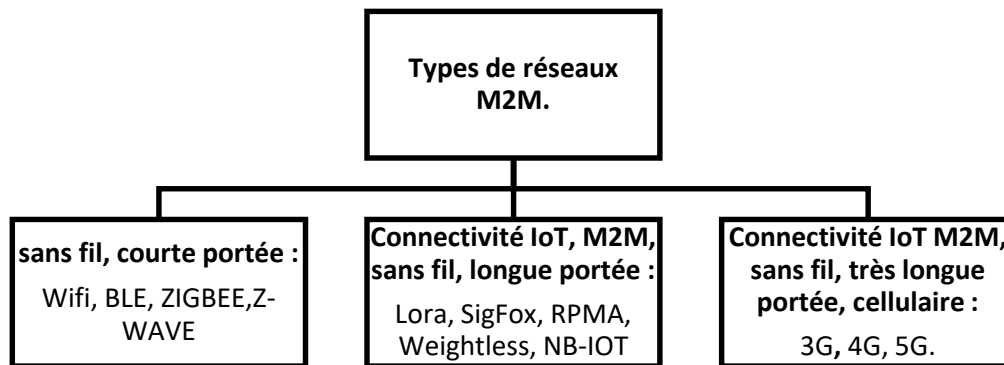 Types de réseaux
M2M.
sans fil, courte portée :
Wifi, BLE, ZIGBEE,Z-
WAVE
Connectivité IoT, M2M,
sans fil, longue portée :
Lora, SigFox, RPMA,
Weightless, NB-IOT
Connectivité IoT M2M,
sans fil, très longue
portée, cellulaire :
3G, 4G, 5G.